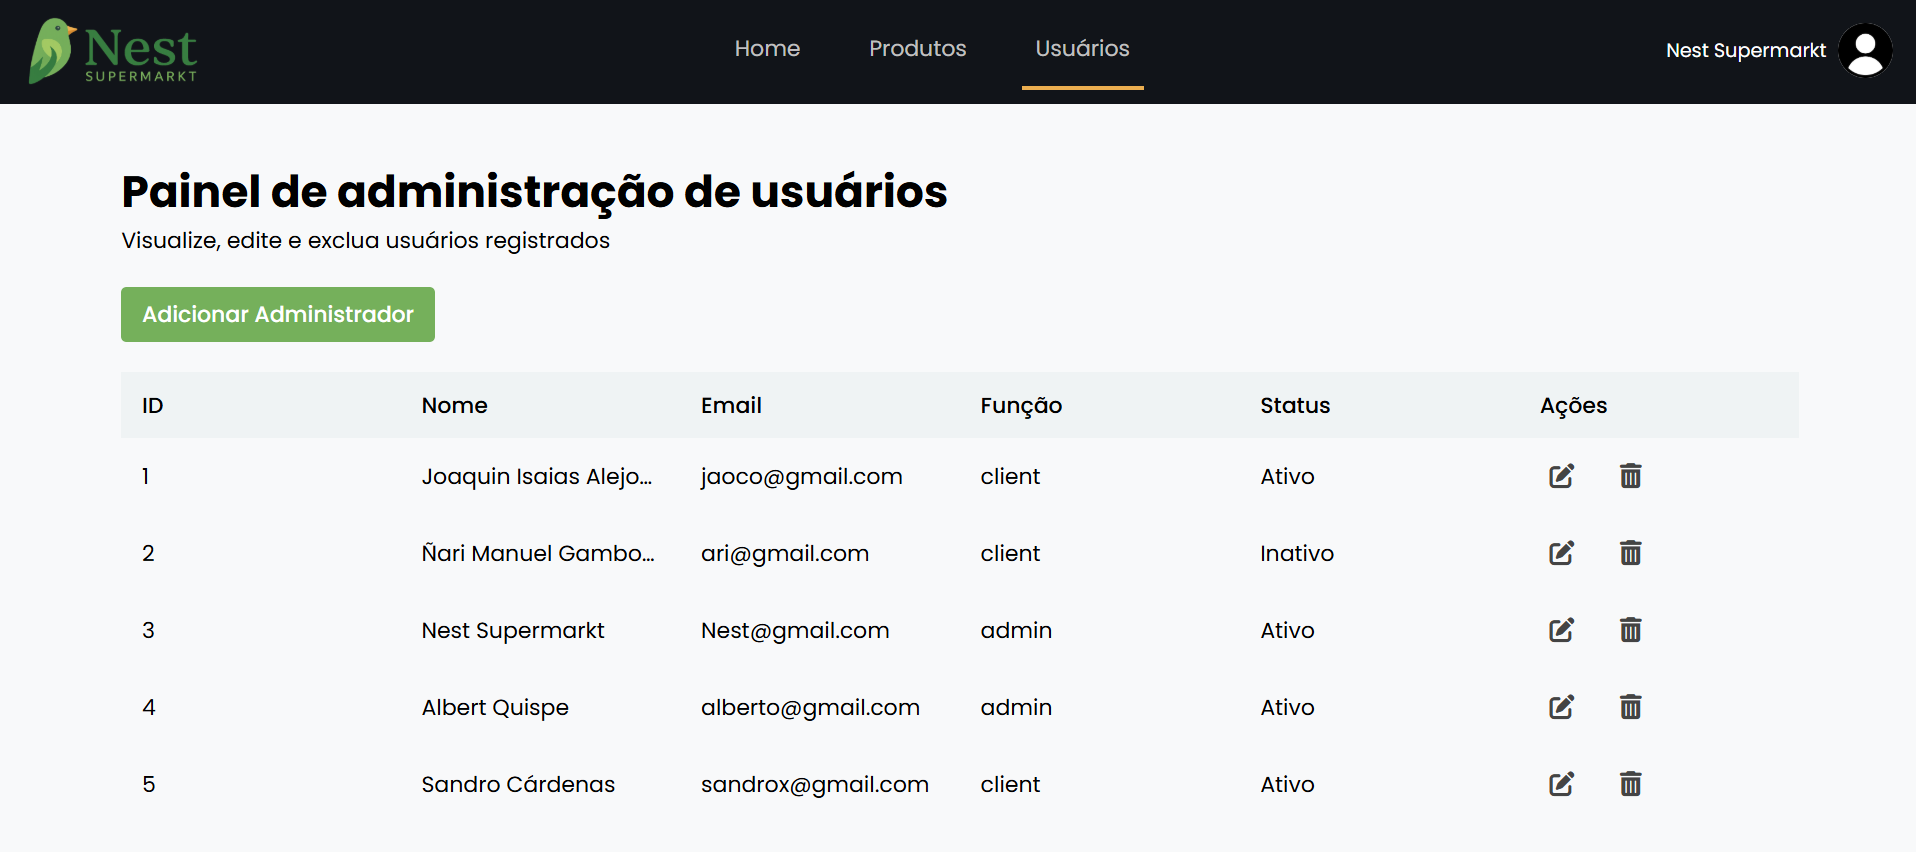 Nest
SUPERMARKT
Home Produtos Usuários
Nest Supermarkt
Painel de administração de usuários
Visualize, edite e exclua usuários registrados
Adicionar Administrador
ID Nome Email Função Status Ações
1 Joaquin Isaias Alejo... jaoco@gmail.com client Ativo
2 Ñari Manuel Gambo... ari@gmail.com client Inativo
3 Nest Supermarkt Nest@gmail.com admin Ativo
4 Albert Quispe alberto@gmail.com admin Ativo
5 Sandro Cárdenas sandrox@gmail.com client Ativo